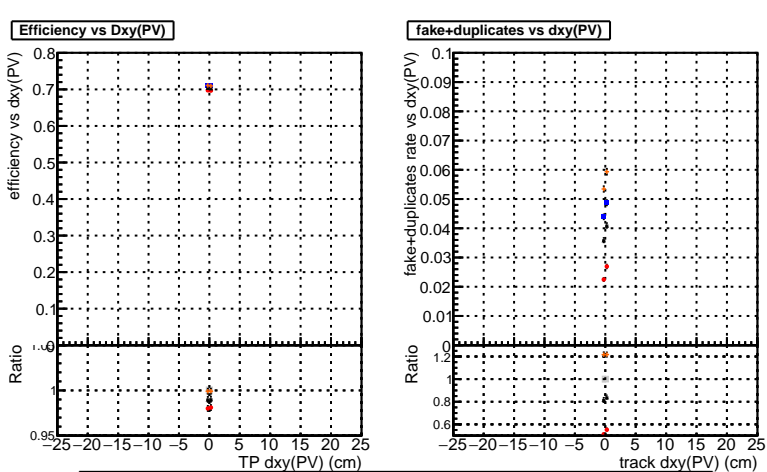 Efficiency vs Dxy(PV)
efficiency vs dxy(PV)
0.8
0.7
0.6
0.5
0.4
0.3
0.2
0.1
0
Ratio
1
0.95
−25 −20 −15 −10 −5 0 5 10 15 20 25
TP dxy(PV) (cm)
fake+duplicates vs dxy(PV)
fake+duplicates rate vs dxy(PV)
0.1
0.09
0.08
0.07
0.06
0.05
0.04
0.03
0.02
0.01
0
Ratio
1.2
1
0.8
0.6
−25 −20 −15 −10 −5 0 5 10 15 20 25
track dxy(PV) (cm)